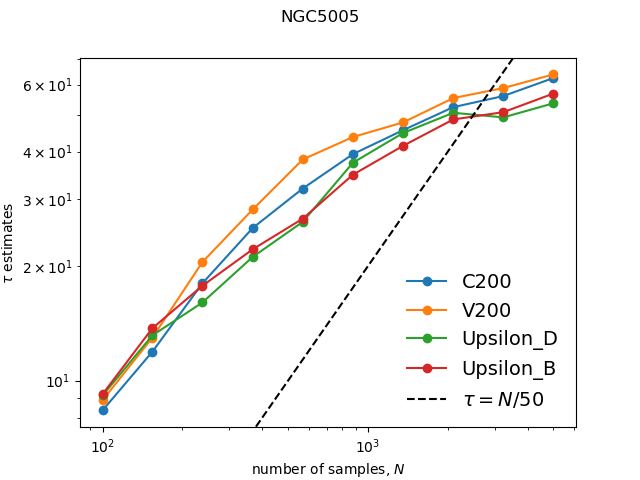 NGC5005
6 × 10¹
4 × 10¹
3 × 10¹
2 × 10¹
10¹
τ estimates
C200
V200
Upsilon_D
Upsilon_B
τ = N/50
10² 10³
number of samples, N